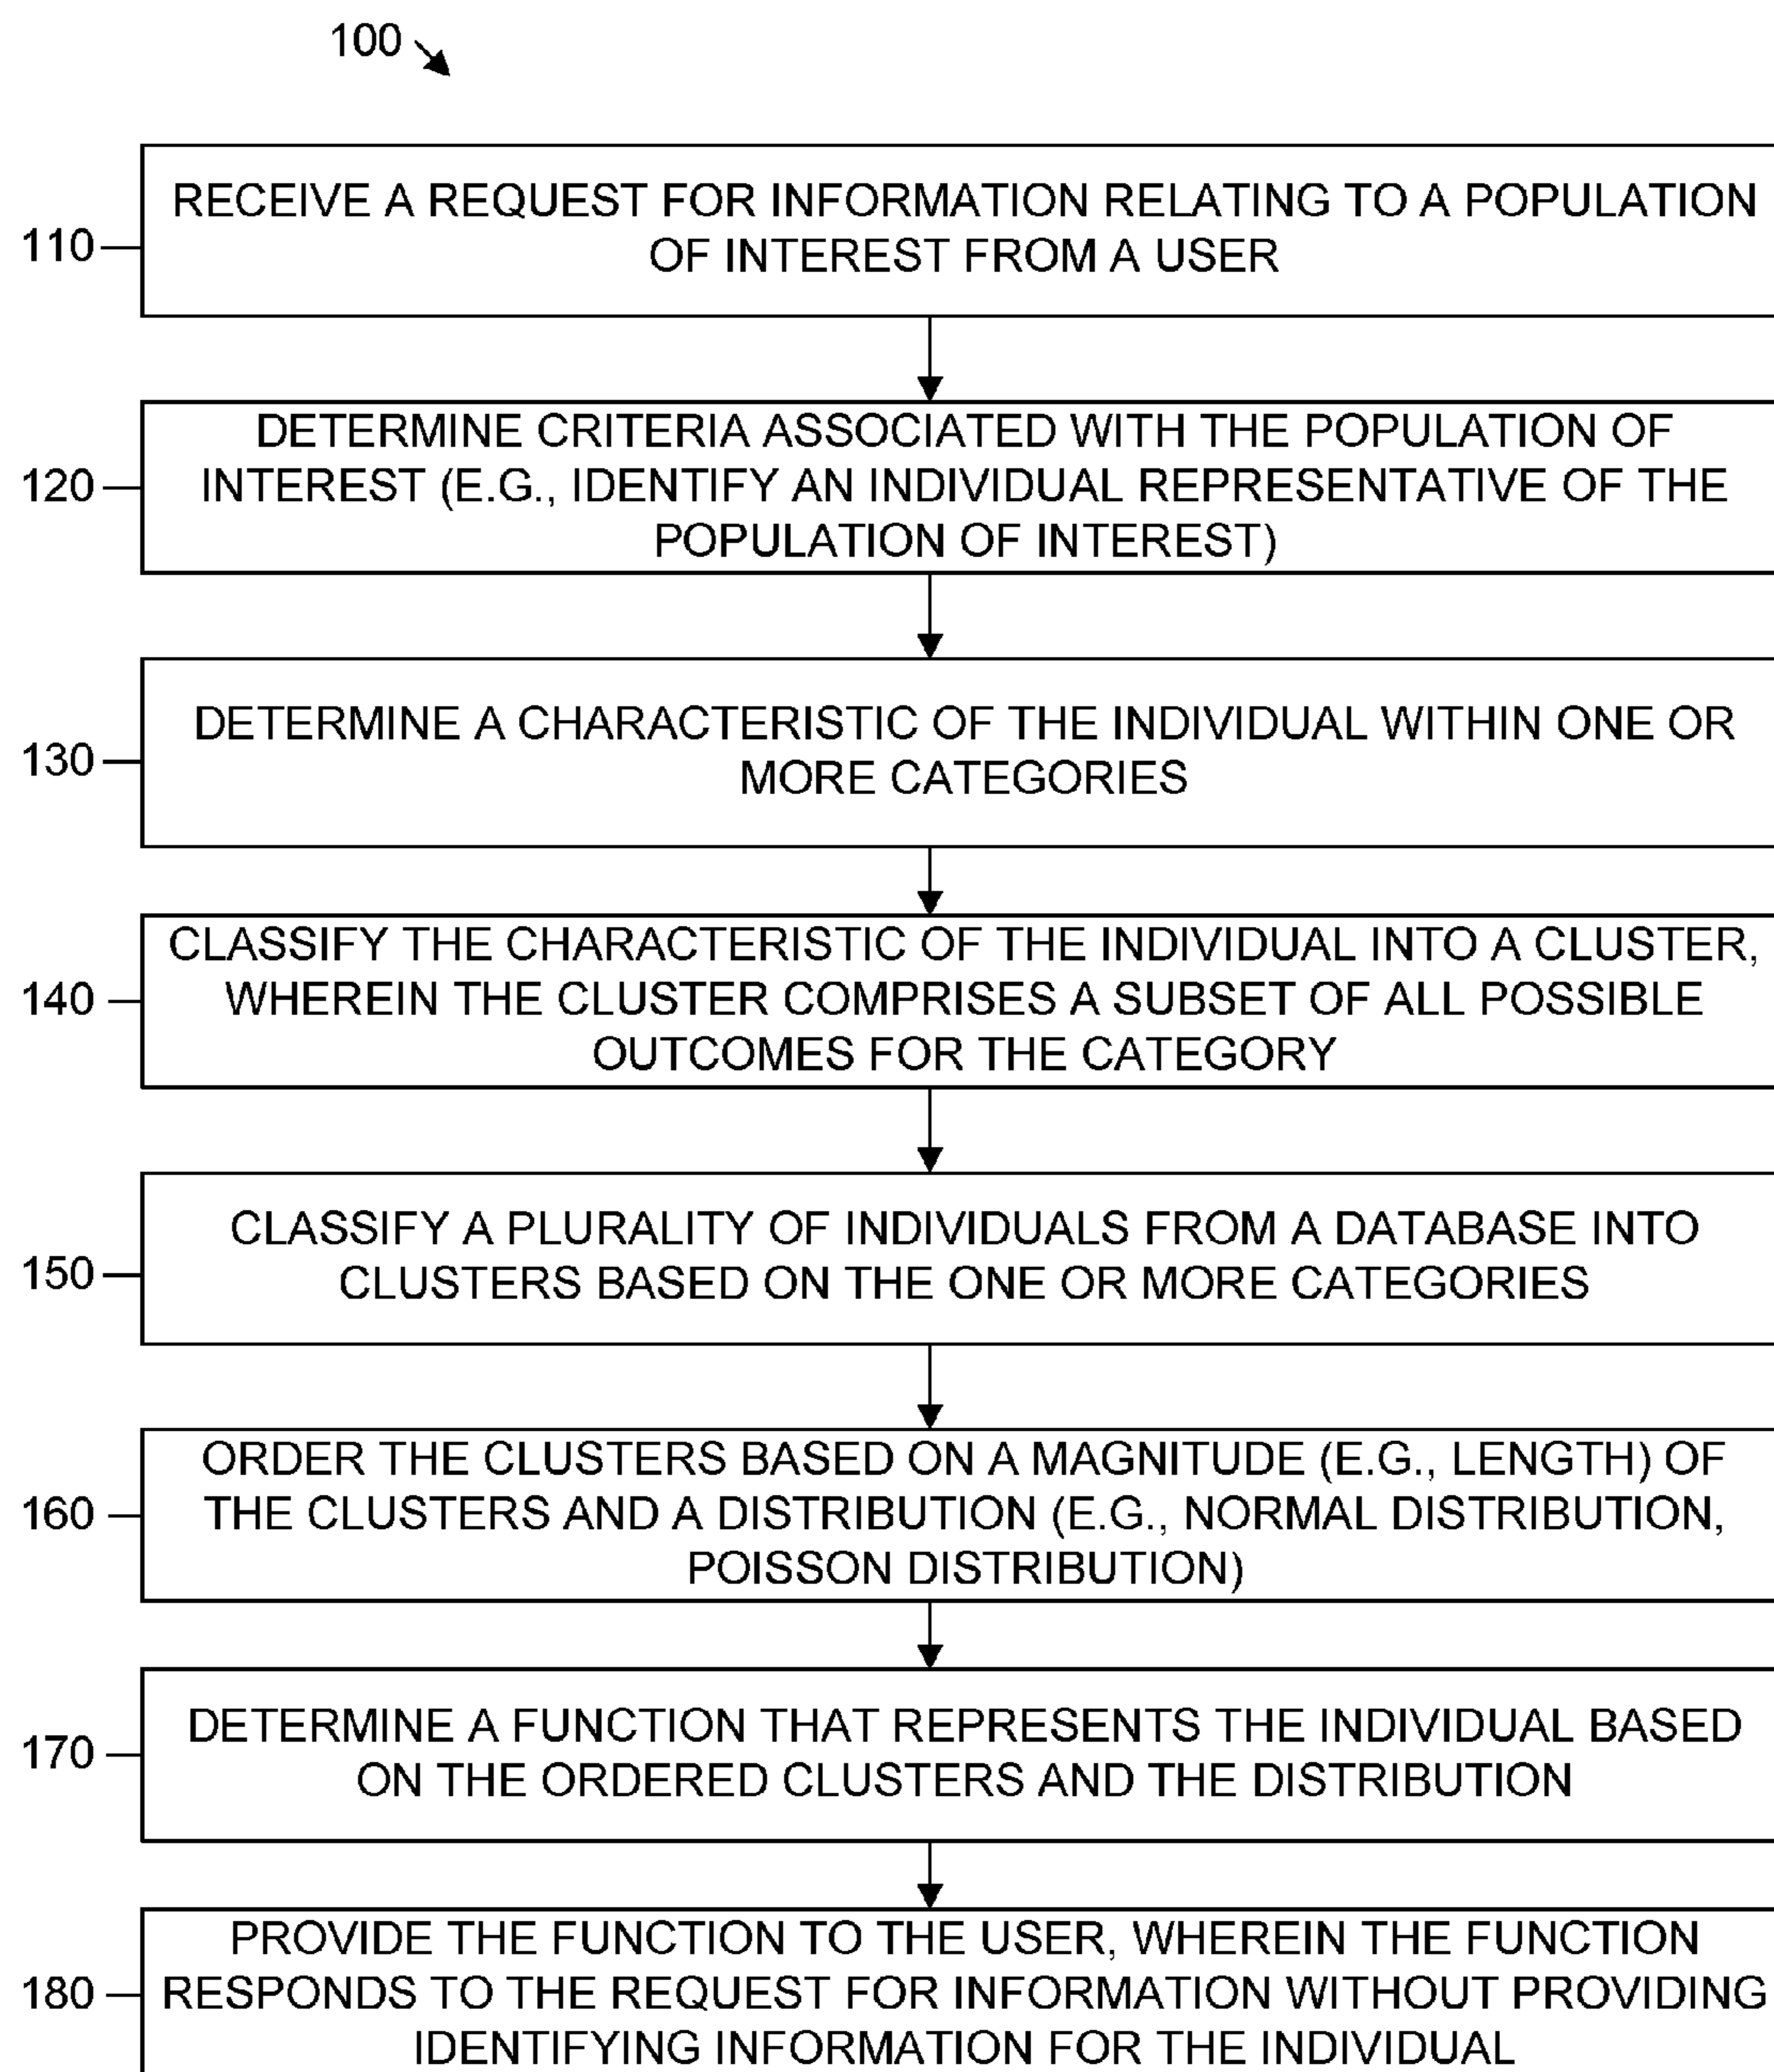 100
RECEIVE A REQUEST FOR INFORMATION RELATING TO A POPULATION
OF INTEREST FROM A USER
110
DETERMINE CRITERIA ASSOCIATED WITH THE POPULATION OF
INTEREST (E.G., IDENTIFY AN INDIVIDUAL REPRESENTATIVE OF THE
POPULATION OF INTEREST)
120
DETERMINE A CHARACTERISTIC OF THE INDIVIDUAL WITHIN ONE OR
MORE CATEGORIES
130
CLASSIFY THE CHARACTERISTIC OF THE INDIVIDUAL INTO A CLUSTER,
WHEREIN THE CLUSTER COMPRISES A SUBSET OF ALL POSSIBLE
OUTCOMES FOR THE CATEGORY
140
CLASSIFY A PLURALITY OF INDIVIDUALS FROM A DATABASE INTO
CLUSTERS BASED ON THE ONE OR MORE CATEGORIES
150
ORDER THE CLUSTERS BASED ON A MAGNITUDE (E.G., LENGTH) OF
THE CLUSTERS AND A DISTRIBUTION (E.G., NORMAL DISTRIBUTION,
POISSON DISTRIBUTION)
160
DETERMINE A FUNCTION THAT REPRESENTS THE INDIVIDUAL BASED
ON THE ORDERED CLUSTERS AND THE DISTRIBUTION
170
PROVIDE THE FUNCTION TO THE USER, WHEREIN THE FUNCTION
RESPONDS TO THE REQUEST FOR INFORMATION WITHOUT PROVIDING
IDENTIFYING INFORMATION FOR THE INDIVIDUAL
180